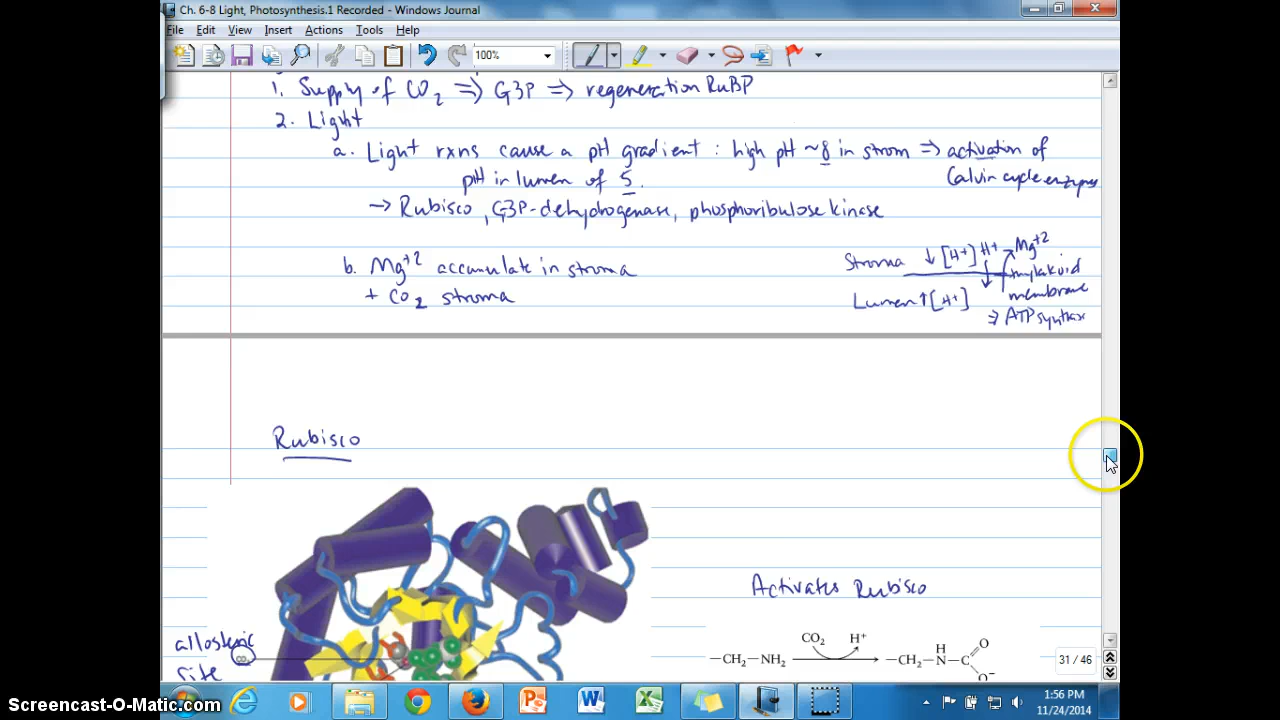 Ch. 6-8 Light, Photosynthesis.1 Recorded - Windows Journal
File Edit View Insert Actions Tools Help
100%
1. Supply of CO2 => G3P => regeneration RuBP
2. Light
a. Light rxns cause a pH gradient : high pH ~ 8 in strom => activation of
pH in lumen of 5. Calvin cycle enzymes
-> Rubisco, G3P-dehydrogenase, phosphoribulose kinase
b. Mg+2 accumulate in stroma
+ CO2 stroma
Stroma ↓ [H+] H+ Mg+2
membrane
Lumen ↑ [H+]
=> ATP
Rubisco
Activates Rubisco
allosteric
site
CO2 H+
–CH2–NH2 –CH2–N–C
H
O
O–
31 / 46
Screencast-O-Matic.com
1:56 PM
11/24/2014